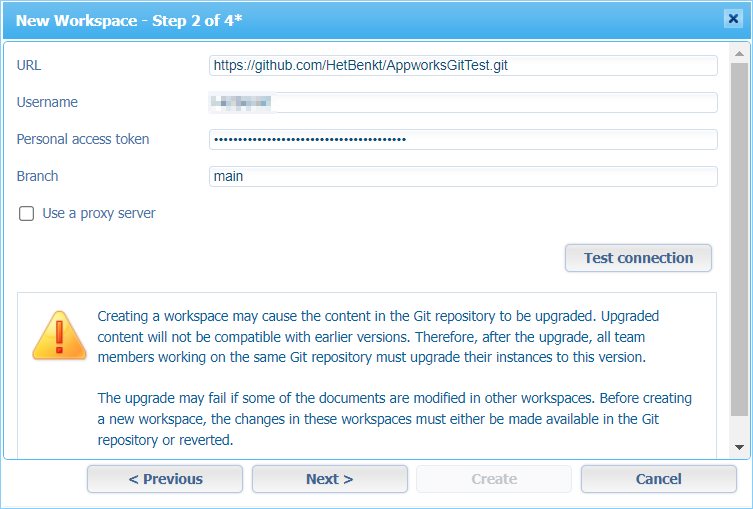 New Workspace - Step 2 of 4*
URL
https://github.com/HetBenkt/AppworksGitTest.git
Username
Personal access token
••••••••••••••••••••••••••••••••••••••••
Branch
main
Use a proxy server
Test connection
Creating a workspace may cause the content in the Git repository to be upgraded. Upgraded
content will not be compatible with earlier versions. Therefore, after the upgrade, all team
members working on the same Git repository must upgrade their instances to this version.
The upgrade may fail if some of the documents are modified in other workspaces. Before creating
a new workspace, the changes in these workspaces must either be made available in the Git
repository or reverted.
< Previous
Next >
Create
Cancel